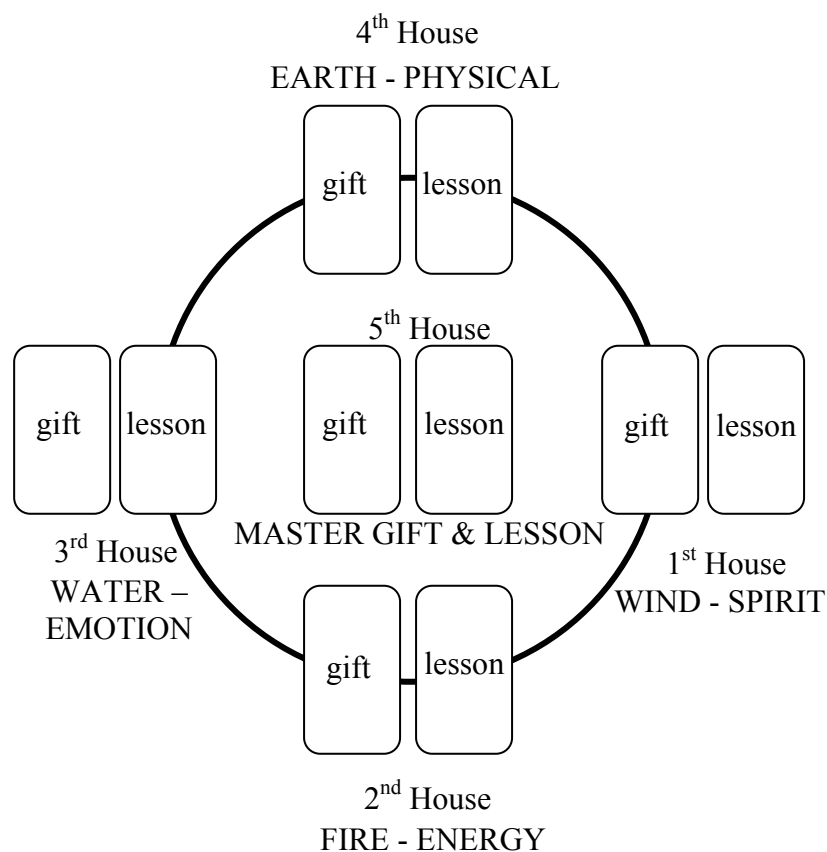 4th House
EARTH - PHYSICAL
gift lesson
5th House
gift lesson gift lesson gift lesson
MASTER GIFT & LESSON
3rd House
WATER –
EMOTION
1st House
WIND - SPIRIT
gift lesson
2nd House
FIRE - ENERGY